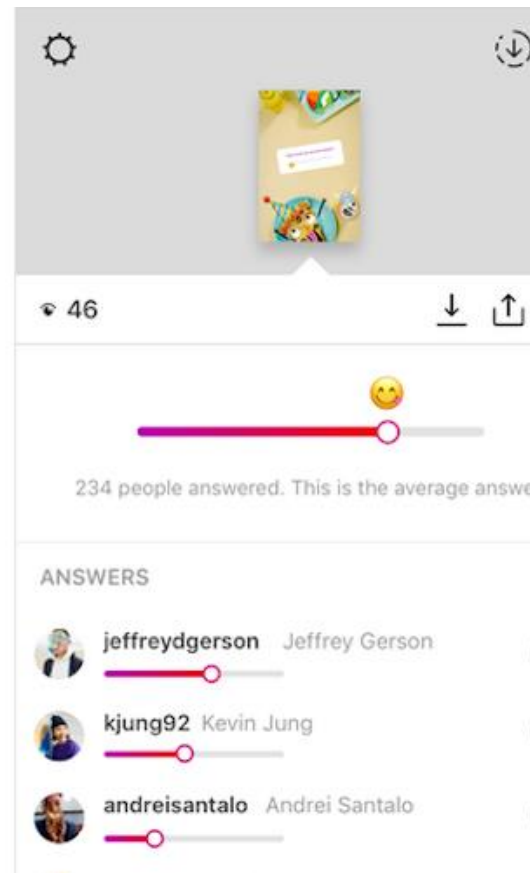 46
234 people answered. This is the average answe
ANSWERS
jeffreydgerson Jeffrey Gerson
kjung92 Kevin Jung
andreisantalo Andrei Santalo